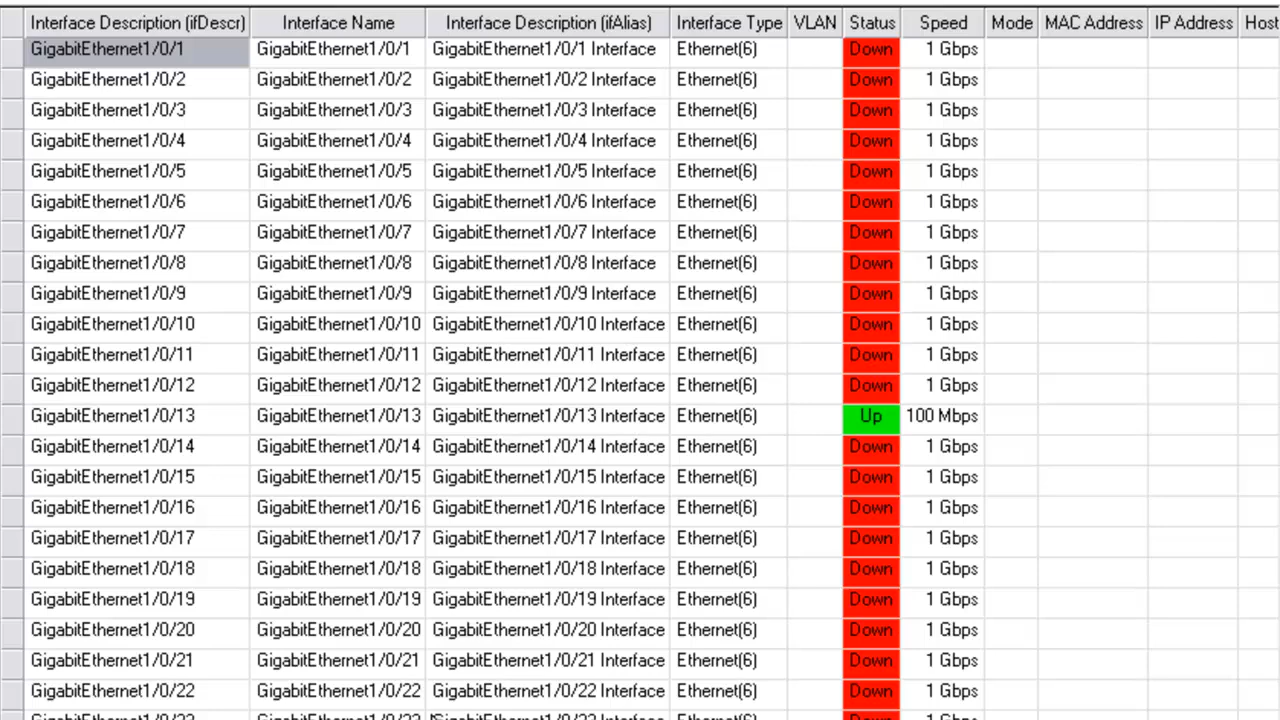 Interface Description (ifDescr) Interface Name Interface Description (ifAlias) Interface Type VLAN Status Speed Mode MAC Address IP Address Host
GigabitEthernet1/0/1 GigabitEthernet1/0/1 GigabitEthernet1/0/1 Interface Ethernet(6) Down 1 Gbps
GigabitEthernet1/0/2 GigabitEthernet1/0/2 GigabitEthernet1/0/2 Interface Ethernet(6) Down 1 Gbps
GigabitEthernet1/0/3 GigabitEthernet1/0/3 GigabitEthernet1/0/3 Interface Ethernet(6) Down 1 Gbps
GigabitEthernet1/0/4 GigabitEthernet1/0/4 GigabitEthernet1/0/4 Interface Ethernet(6) Down 1 Gbps
GigabitEthernet1/0/5 GigabitEthernet1/0/5 GigabitEthernet1/0/5 Interface Ethernet(6) Down 1 Gbps
GigabitEthernet1/0/6 GigabitEthernet1/0/6 GigabitEthernet1/0/6 Interface Ethernet(6) Down 1 Gbps
GigabitEthernet1/0/7 GigabitEthernet1/0/7 GigabitEthernet1/0/7 Interface Ethernet(6) Down 1 Gbps
GigabitEthernet1/0/8 GigabitEthernet1/0/8 GigabitEthernet1/0/8 Interface Ethernet(6) Down 1 Gbps
GigabitEthernet1/0/9 GigabitEthernet1/0/9 GigabitEthernet1/0/9 Interface Ethernet(6) Down 1 Gbps
GigabitEthernet1/0/10 GigabitEthernet1/0/10 GigabitEthernet1/0/10 Interface Ethernet(6) Down 1 Gbps
GigabitEthernet1/0/11 GigabitEthernet1/0/11 GigabitEthernet1/0/11 Interface Ethernet(6) Down 1 Gbps
GigabitEthernet1/0/12 GigabitEthernet1/0/12 GigabitEthernet1/0/12 Interface Ethernet(6) Down 1 Gbps
GigabitEthernet1/0/13 GigabitEthernet1/0/13 GigabitEthernet1/0/13 Interface Ethernet(6) Up 100 Mbps
GigabitEthernet1/0/14 GigabitEthernet1/0/14 GigabitEthernet1/0/14 Interface Ethernet(6) Down 1 Gbps
GigabitEthernet1/0/15 GigabitEthernet1/0/15 GigabitEthernet1/0/15 Interface Ethernet(6) Down 1 Gbps
GigabitEthernet1/0/16 GigabitEthernet1/0/16 GigabitEthernet1/0/16 Interface Ethernet(6) Down 1 Gbps
GigabitEthernet1/0/17 GigabitEthernet1/0/17 GigabitEthernet1/0/17 Interface Ethernet(6) Down 1 Gbps
GigabitEthernet1/0/18 GigabitEthernet1/0/18 GigabitEthernet1/0/18 Interface Ethernet(6) Down 1 Gbps
GigabitEthernet1/0/19 GigabitEthernet1/0/19 GigabitEthernet1/0/19 Interface Ethernet(6) Down 1 Gbps
GigabitEthernet1/0/20 GigabitEthernet1/0/20 GigabitEthernet1/0/20 Interface Ethernet(6) Down 1 Gbps
GigabitEthernet1/0/21 GigabitEthernet1/0/21 GigabitEthernet1/0/21 Interface Ethernet(6) Down 1 Gbps
GigabitEthernet1/0/22 GigabitEthernet1/0/22 GigabitEthernet1/0/22 Interface Ethernet(6) Down 1 Gbps